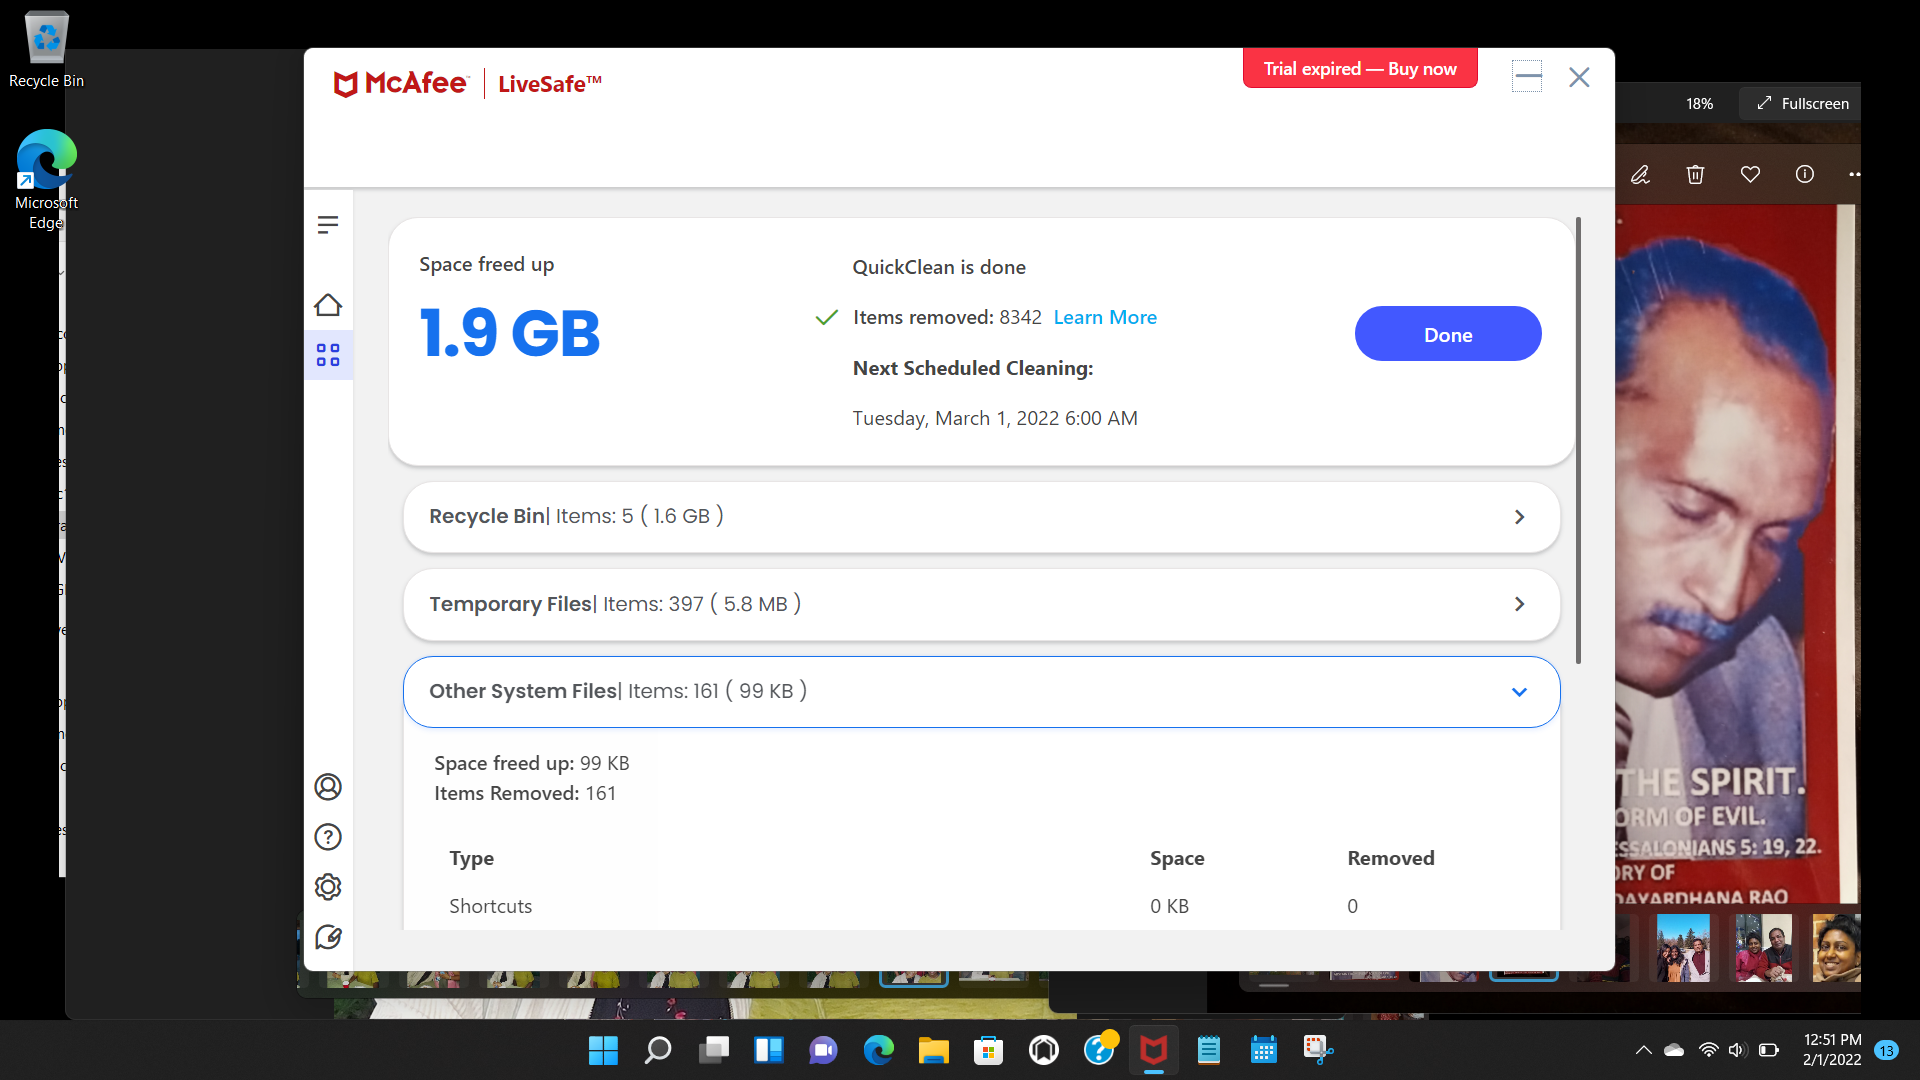 Recycle Bin
Microsoft
Edge
McAfee™ LiveSafe™
Trial expired — Buy now
18%
Fullscreen
Space freed up
1.9 GB
QuickClean is done
Items removed: 8342 Learn More
Next Scheduled Cleaning:
Tuesday, March 1, 2022 6:00 AM
Done
Recycle Bin| Items: 5 ( 1.6 GB )
Temporary Files| Items: 397 ( 5.8 MB )
Other System Files| Items: 161 ( 99 KB )
Space freed up: 99 KB
Items Removed: 161
Type Space Removed
Shortcuts 0 KB 0
THE SPIRIT.
ORM OF EVIL.
ESSALONIANS 5: 19, 22.
ORY OF
DAYARDHANA RAO
12:51 PM
2/1/2022
13